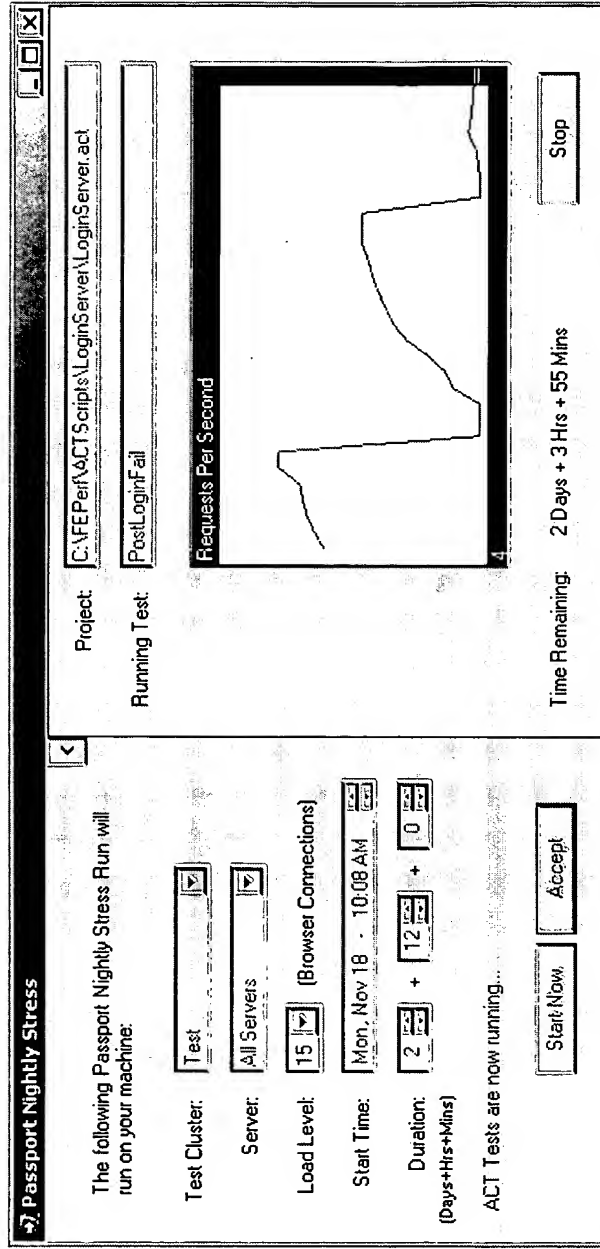 Passport Nightly Stress
The following Passport Nightly Stress Run will
run on your machine:
Test Cluster: Test
Server: All Servers
Load Level: 15 (Browser Connections)
Start Time: Mon, Nov 18 - 10:08 AM
Duration: 2 + 12 + 0
(Days+Hrs+Mins)
ACT Tests are now running...
Start Now. Accept
Project: C:\FEPerf\ACTScripts\LoginServer\LoginServer.act
Running Test: PostLoginFail
Requests Per Second
4
Time Remaining: 2 Days + 3 Hrs + 55 Mins
Stop